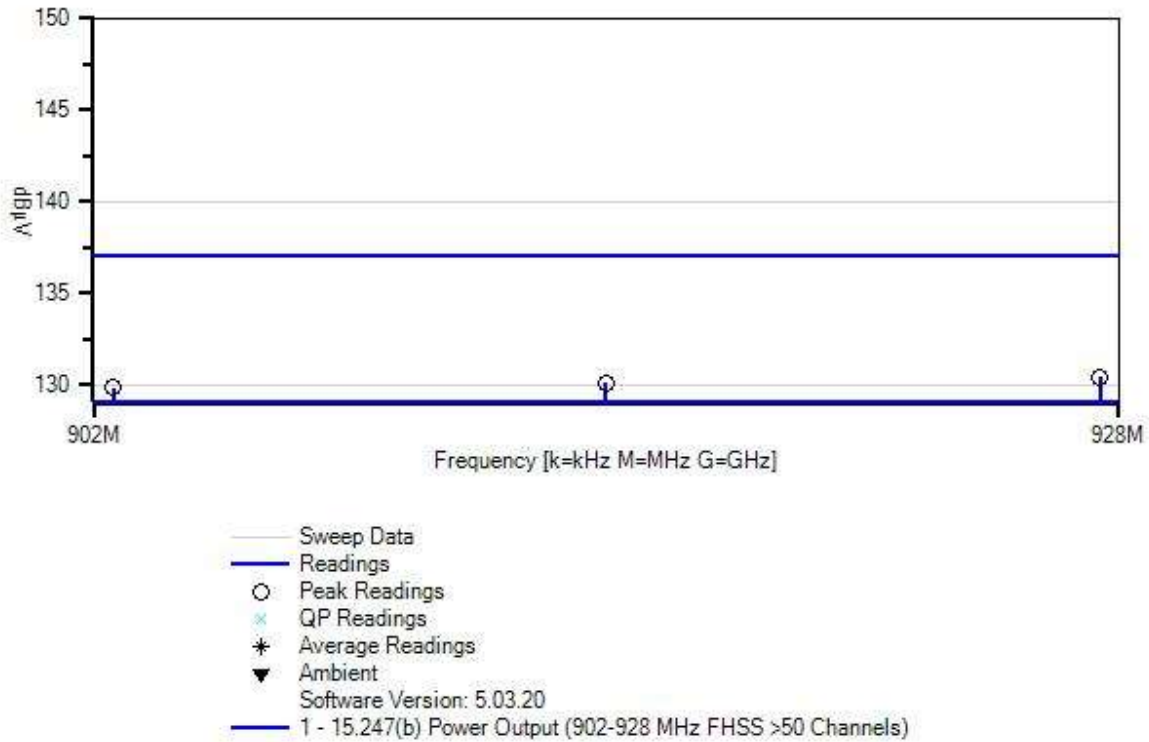 150
145
140
135
130
dBµV
902M
928M
Frequency [k=kHz M=MHz G=GHz]
Sweep Data
Readings
Peak Readings
QP Readings
Average Readings
Ambient
Software Version: 5.03.20
1 - 15.247(b) Power Output (902-928 MHz FHSS >50 Channels)